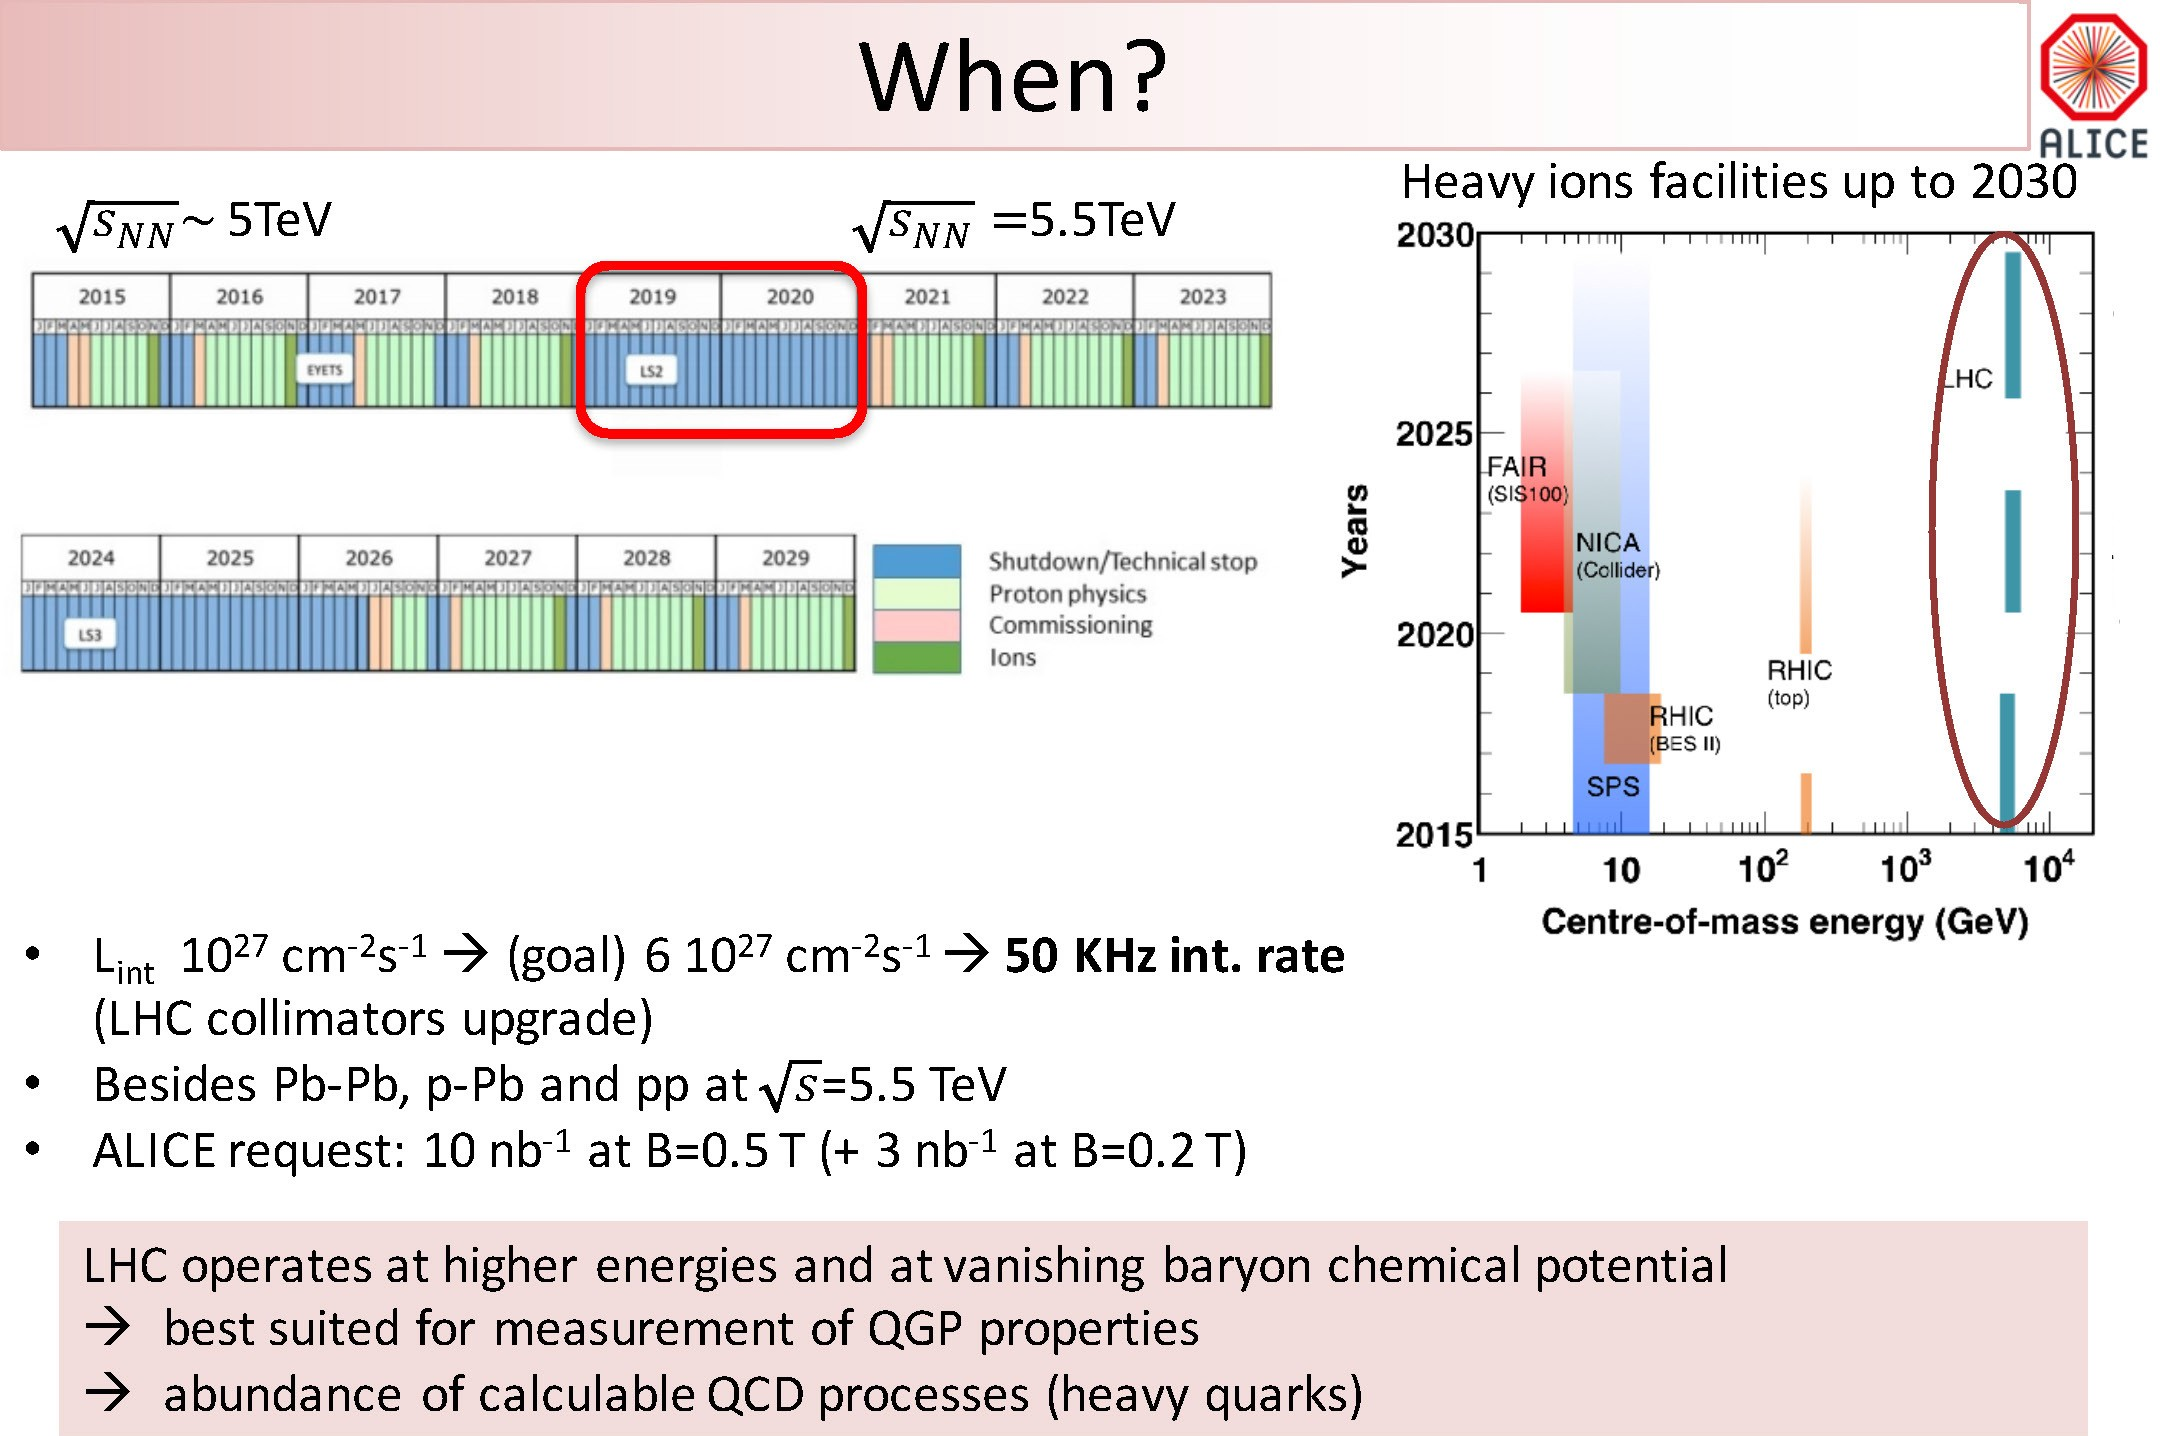 When?
ALICE
√s_NN ~ 5TeV
√s_NN =5.5TeV
2015 2016 2017 2018 2019 2020 2021 2022 2023
J F M A M J J A S O N D J F M A M J J A S O N D J F M A M J J A S O N D J F M A M J J A S O N D J F M A M J J A S O N D J F M A M J J A S O N D J F M A M J J A S O N D J F M A M J J A S O N D J F M A M J J A S O N D
EYETS
LS2
2024 2025 2026 2027 2028 2029
J F M A M J J A S O N D J F M A M J J A S O N D J F M A M J J A S O N D J F M A M J J A S O N D J F M A M J J A S O N D J F M A M J J A S O N D
LS3
Shutdown/Technical stop
Proton physics
Commissioning
Ions
Heavy ions facilities up to 2030
2030
2025
2020
2015
Years
LHC
FAIR
(SIS100)
NICA
(Collider)
RHIC
(top)
RHIC
(BES II)
SPS
1 10 10² 10³ 10⁴
Centre-of-mass energy (GeV)
• L_int 10²⁷ cm⁻²s⁻¹ → (goal) 6 10²⁷ cm⁻²s⁻¹ → 50 KHz int. rate
(LHC collimators upgrade)
• Besides Pb-Pb, p-Pb and pp at √s=5.5 TeV
• ALICE request: 10 nb⁻¹ at B=0.5 T (+ 3 nb⁻¹ at B=0.2 T)
LHC operates at higher energies and at vanishing baryon chemical potential
→ best suited for measurement of QGP properties
→ abundance of calculable QCD processes (heavy quarks)